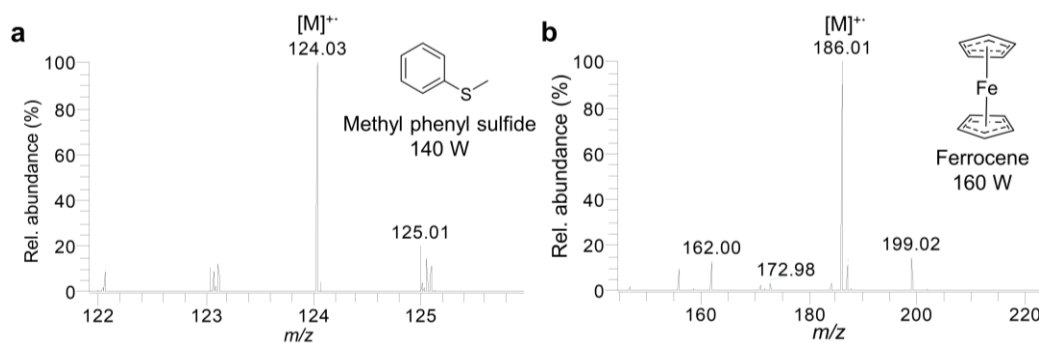 a
[M]+·
124.03
100
80
60
40
20
0
Rel. abundance (%)
S
Methyl phenyl sulfide
140 W
125.01
122
123
124
125
m/z
b
[M]+·
186.01
100
80
60
40
20
0
Rel. abundance (%)
Fe
Ferrocene
160 W
162.00
172.98
199.02
160
180
200
220
m/z